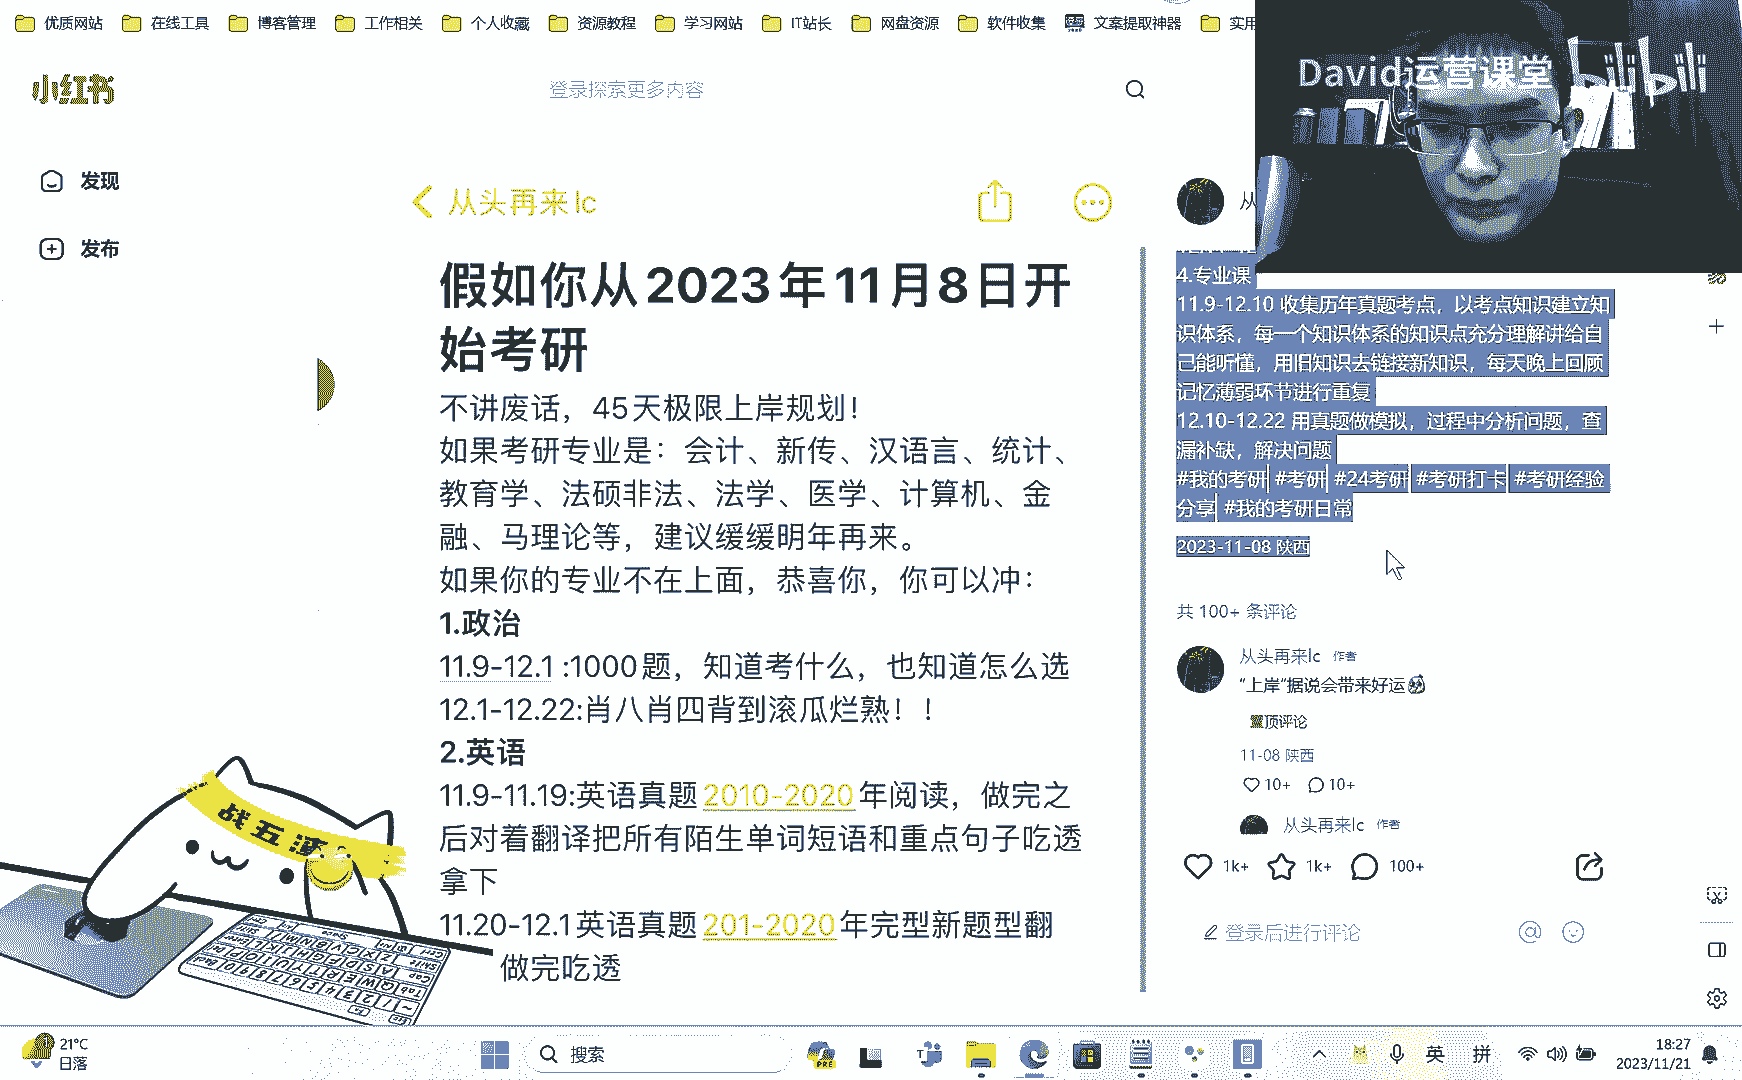 优质网站 在线工具 博客管理 工作相关 个人收藏 资源教程 学习网站 IT站长 网盘资源 软件收集 文案提取神器 实用
David运营课堂 bilibili
小红书
登录探索更多内容
发现
发布
从头再来lc
假如你从2023年11月8日开
始考研
不讲废话，45天极限上岸规划！
如果考研专业是：会计、新传、汉语言、统计、
教育学、法硕非法、法学、医学、计算机、金
融、马理论等，建议缓缓明年再来。
如果你的专业不在上面，恭喜你，你可以冲：
1.政治
11.9-12.1 :1000题，知道考什么，也知道怎么选
12.1-12.22:肖八肖四背到滚瓜烂熟！！
2.英语
11.9-11.19:英语真题2010-2020年阅读，做完之
后对着翻译把所有陌生单词短语和重点句子吃透
拿下
11.20-12.1英语真题201-2020年完型新题型翻
做完吃透
从
4.专业课
11.9-12.10 收集历年真题考点，以考点知识建立知
识体系，每一个知识体系的知识点充分理解讲给自
己能听懂，用旧知识去链接新知识，每天晚上回顾
记忆薄弱环节进行重复
12.10-12.22 用真题做模拟，过程中分析问题，查
漏补缺，解决问题
#我的考研 #考研 #24考研 #考研打卡 #考研经验
分享 #我的考研日常
2023-11-08 陕西
共 100+ 条评论
从头再来lc 作者
“上岸”据说会带来好运
置顶评论
11-08 陕西
10+ 10+
从头再来lc 作者
1k+ 1k+ 100+
登录后进行评论
战五渣
21°C
日落
搜索
PRE
英 拼
18:27
2023/11/21